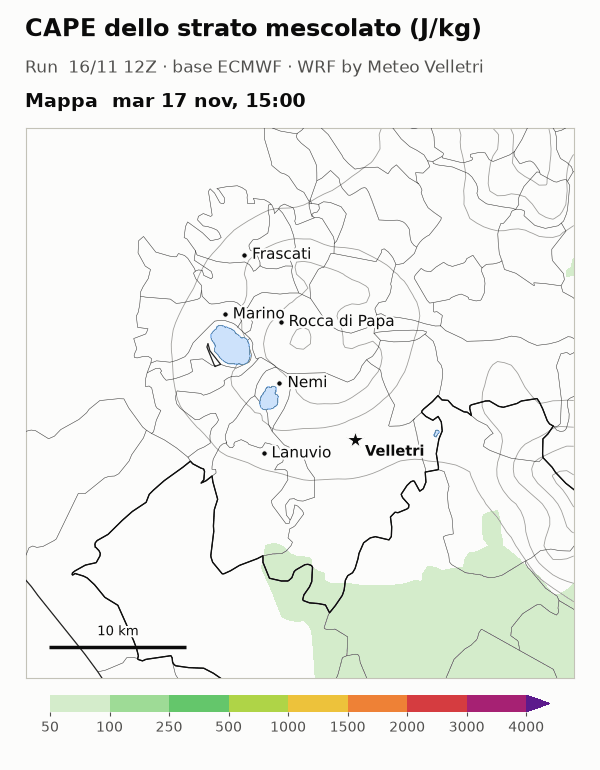 CAPE dello strato mescolato (J/kg)
Run  16/11 12Z · base ECMWF · WRF by Meteo Velletri
Mappa  mar 17 nov, 15:00
Frascati
Marino
Rocca di Papa
Nemi
Velletri
Lanuvio
10 km
50 100 250 500 1000 1500 2000 3000 4000